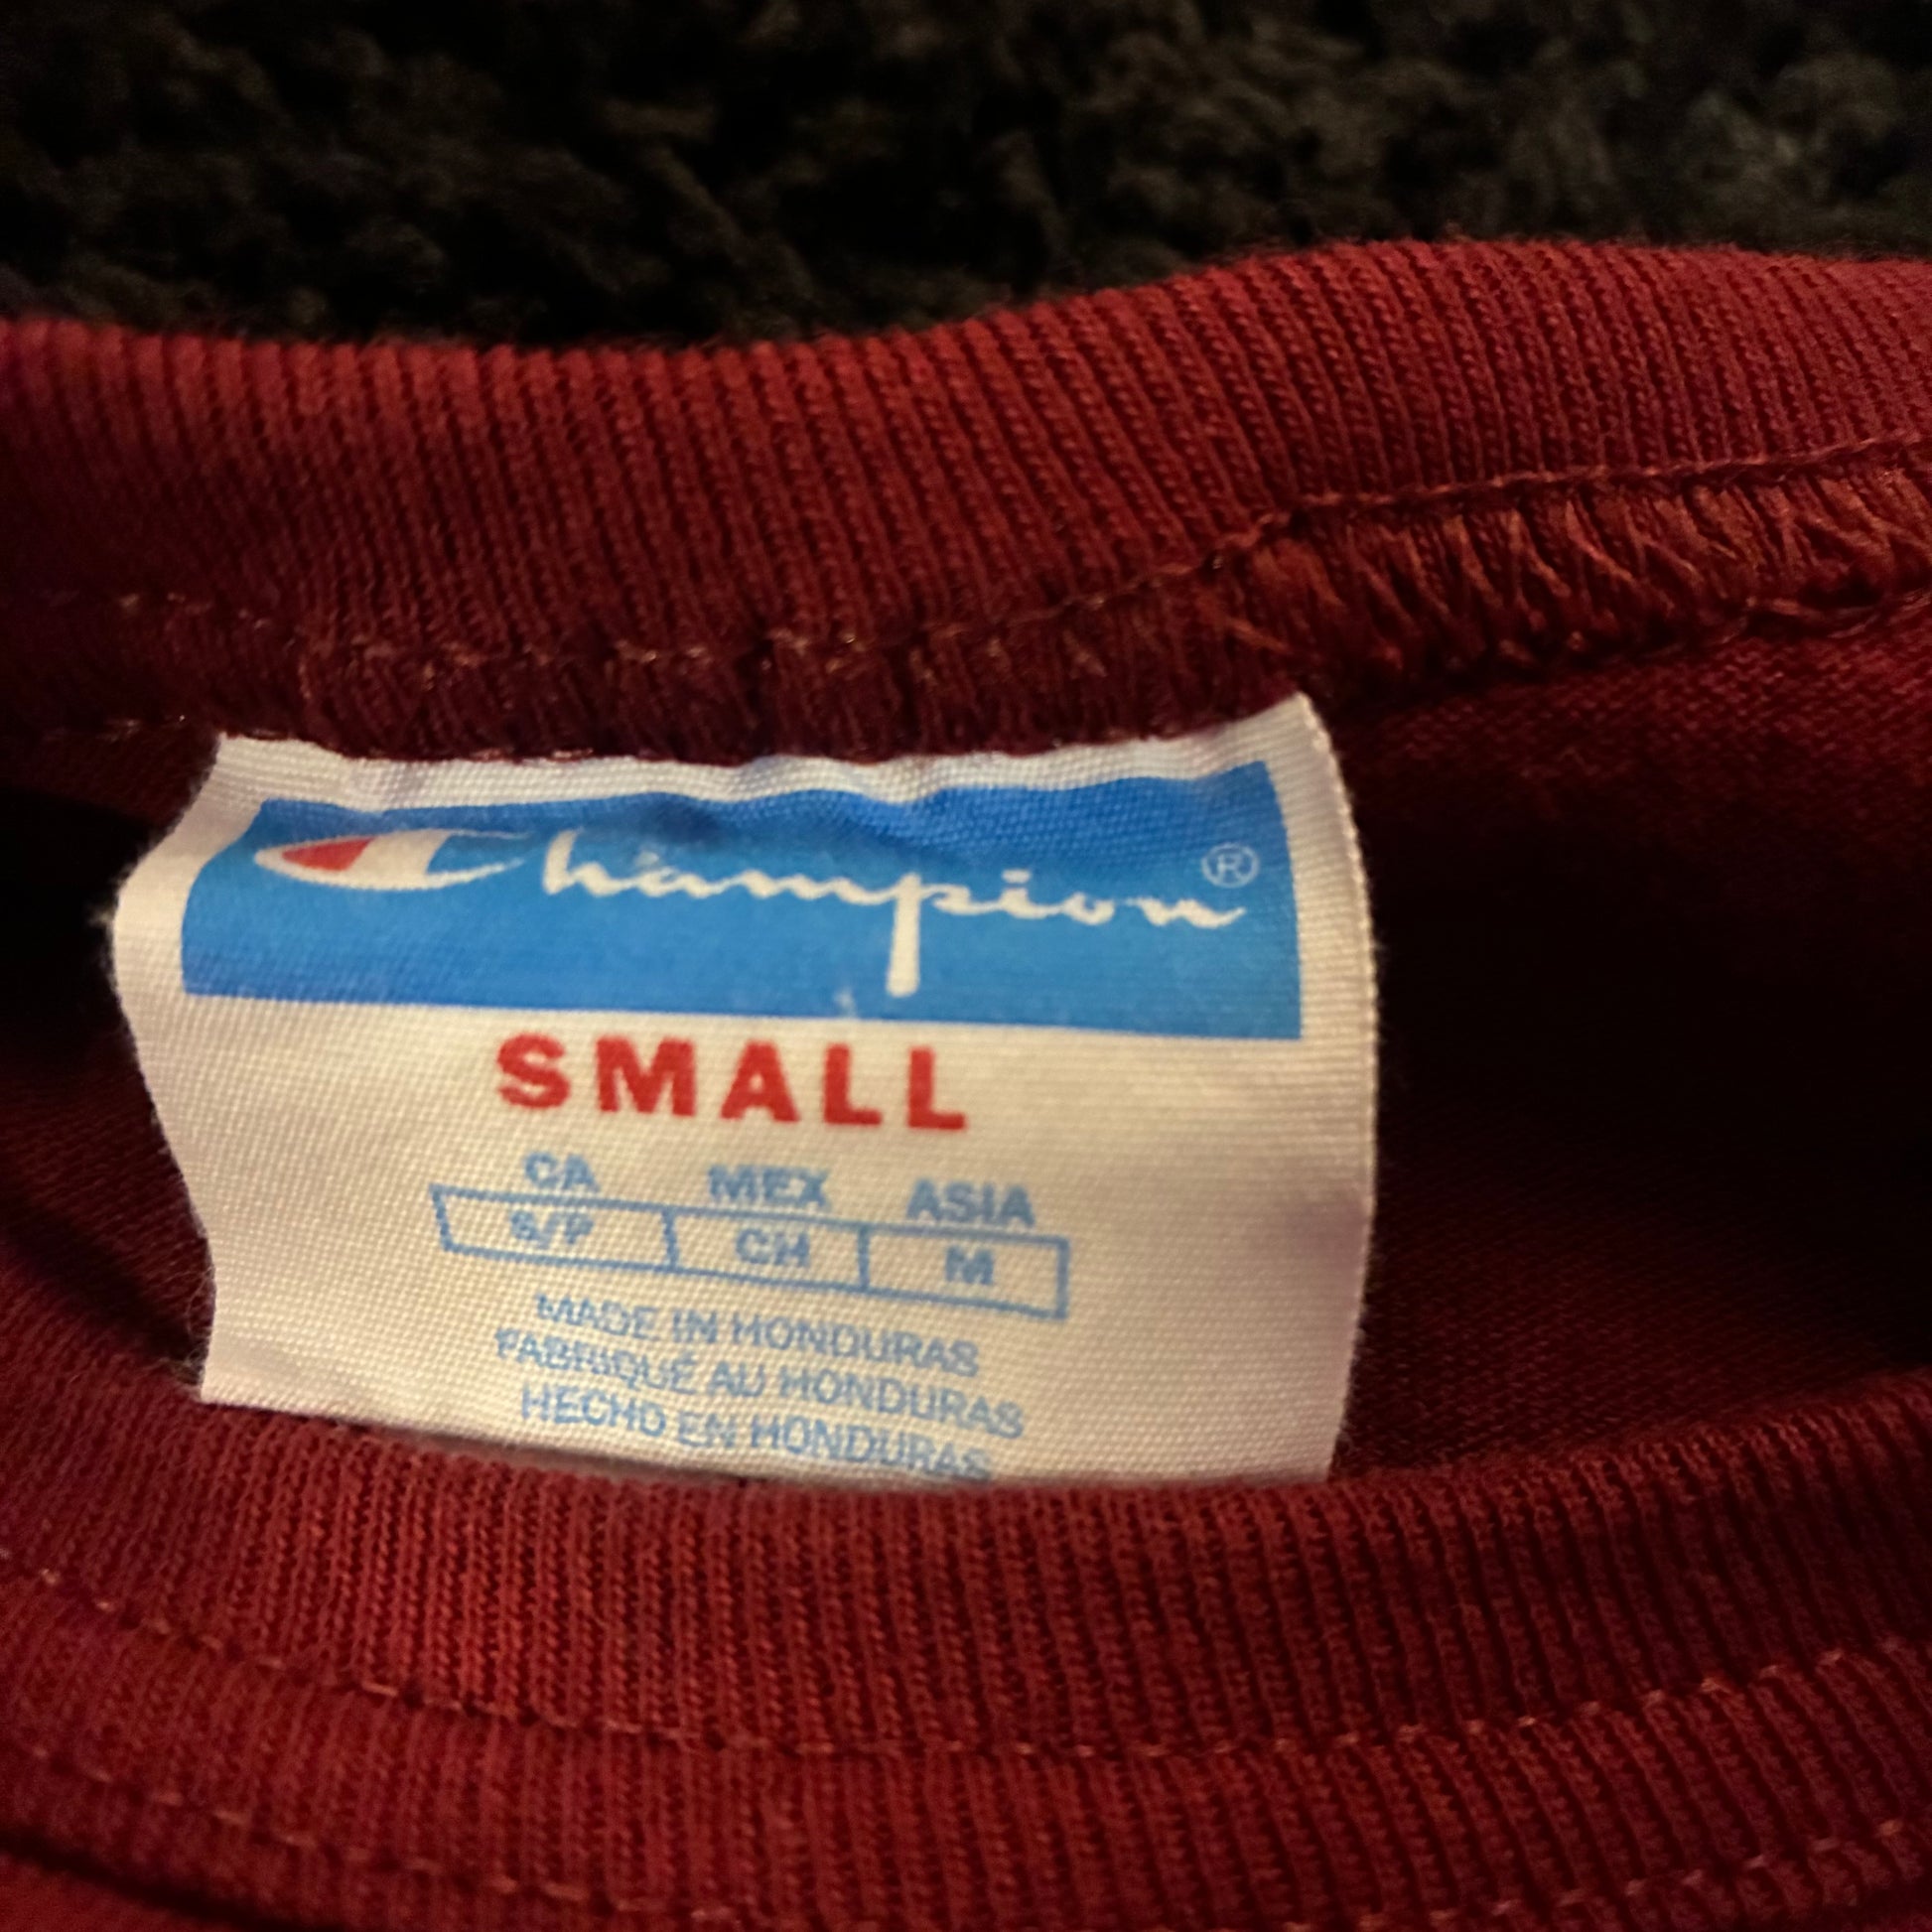 Champion®
SMALL
CA MEX ASIA
S/P CH M
MADE IN HONDURAS
FABRIQUÉ AU HONDURAS
HECHO EN HONDURAS